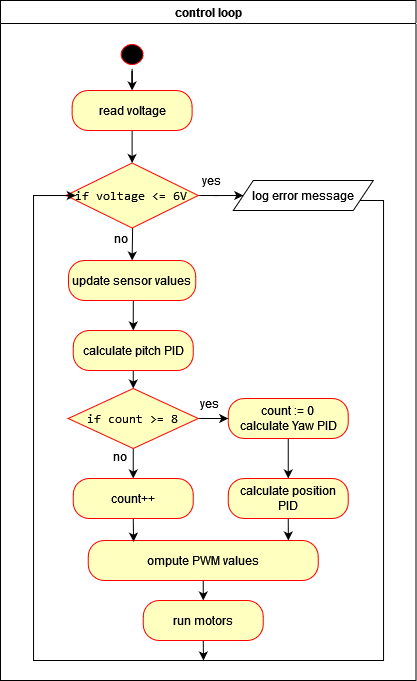 control loop
read voltage
if voltage <= 6V
yes
log error message
no
update sensor values
calculate pitch PID
if count >= 8
yes
count := 0
calculate Yaw PID
no
count++
calculate position
PID
ompute PWM values
run motors